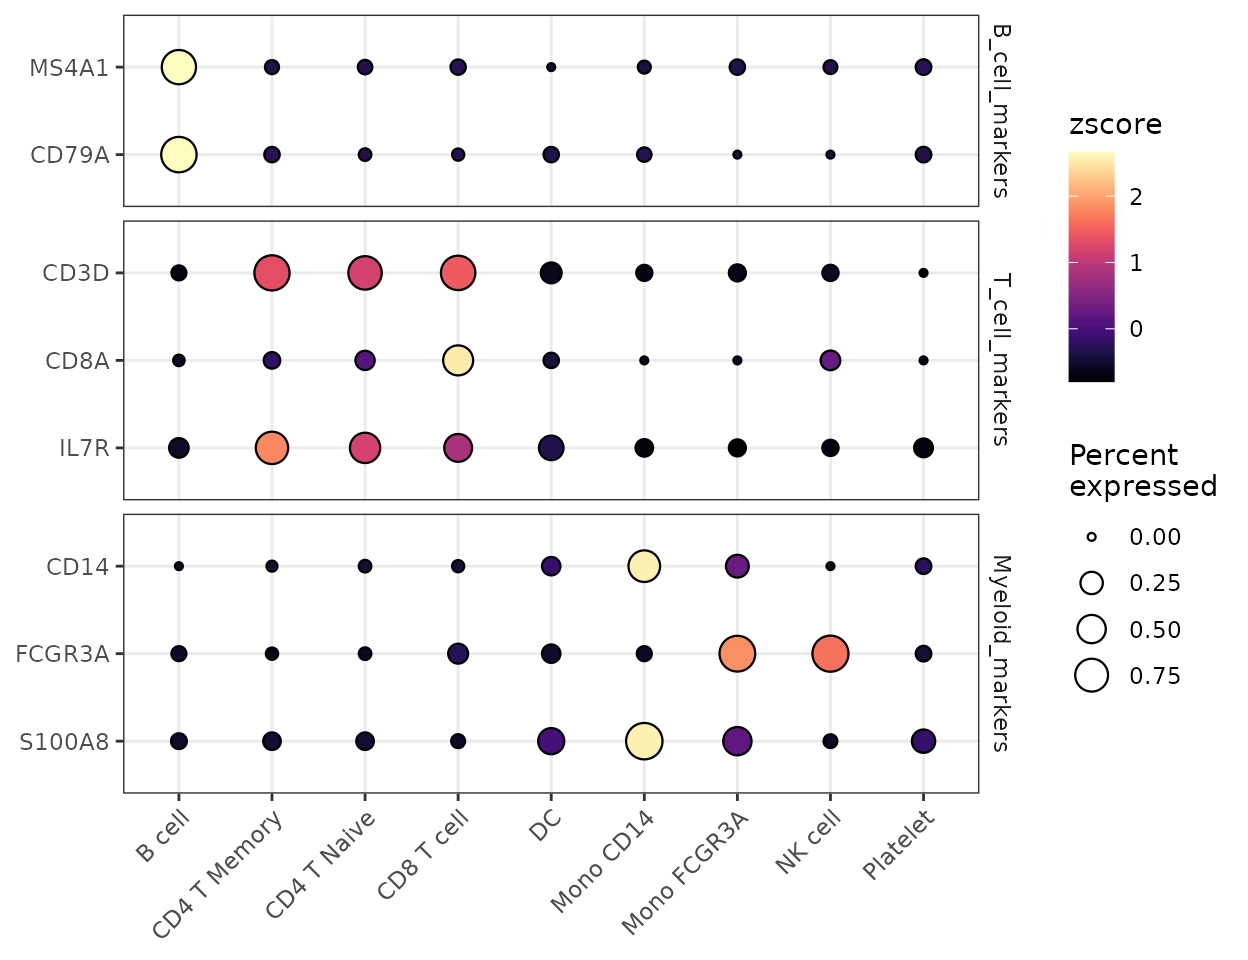 MS4A1
CD79A
B_cell_markers
CD3D
CD8A
IL7R
T_cell_markers
CD14
FCGR3A
S100A8
Myeloid_markers
B cell
CD4 T Memory
CD4 T Naive
CD8 T cell
DC
Mono CD14
Mono FCGR3A
NK cell
Platelet
zscore
2
1
0
Percent
expressed
0.00
0.25
0.50
0.75